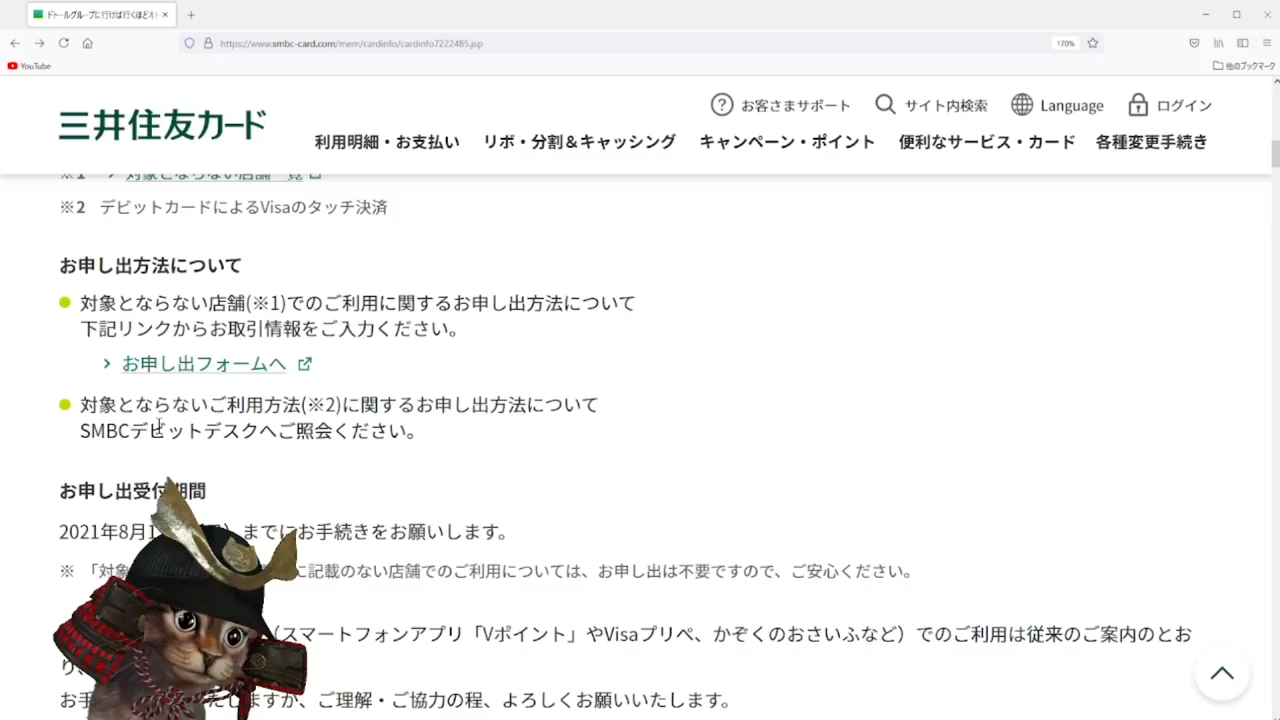 ドトールグループに行けば行くほどオト
https://www.smbc-card.com/mem/cardinfo/cardinfo7222485.jsp
170%
YouTube
他のブックマーク
三井住友カード
お客さまサポート
サイト内検索
Language
ログイン
利用明細・お支払い
リボ・分割＆キャッシング
キャンペーン・ポイント
便利なサービス・カード
各種変更手続き
※1 対象とならない店舗一覧
※2 デビットカードによるVisaのタッチ決済
お申し出方法について
対象とならない店舗(※1)でのご利用に関するお申し出方法について
下記リンクからお取引情報をご入力ください。
お申し出フォームへ
対象とならないご利用方法(※2)に関するお申し出方法について
SMBCデビットデスクへご照会ください。
お申し出受付期間
2021年8月1 までにお手続きをお願いします。
※ 「対象 に記載のない店舗でのご利用については、お申し出は不要ですので、ご安心ください。
（スマートフォンアプリ「Vポイント」やVisaプリペ、かぞくのおさいふなど）でのご利用は従来のご案内のとお
り、
お手 たしますが、ご理解・ご協力の程、よろしくお願いいたします。